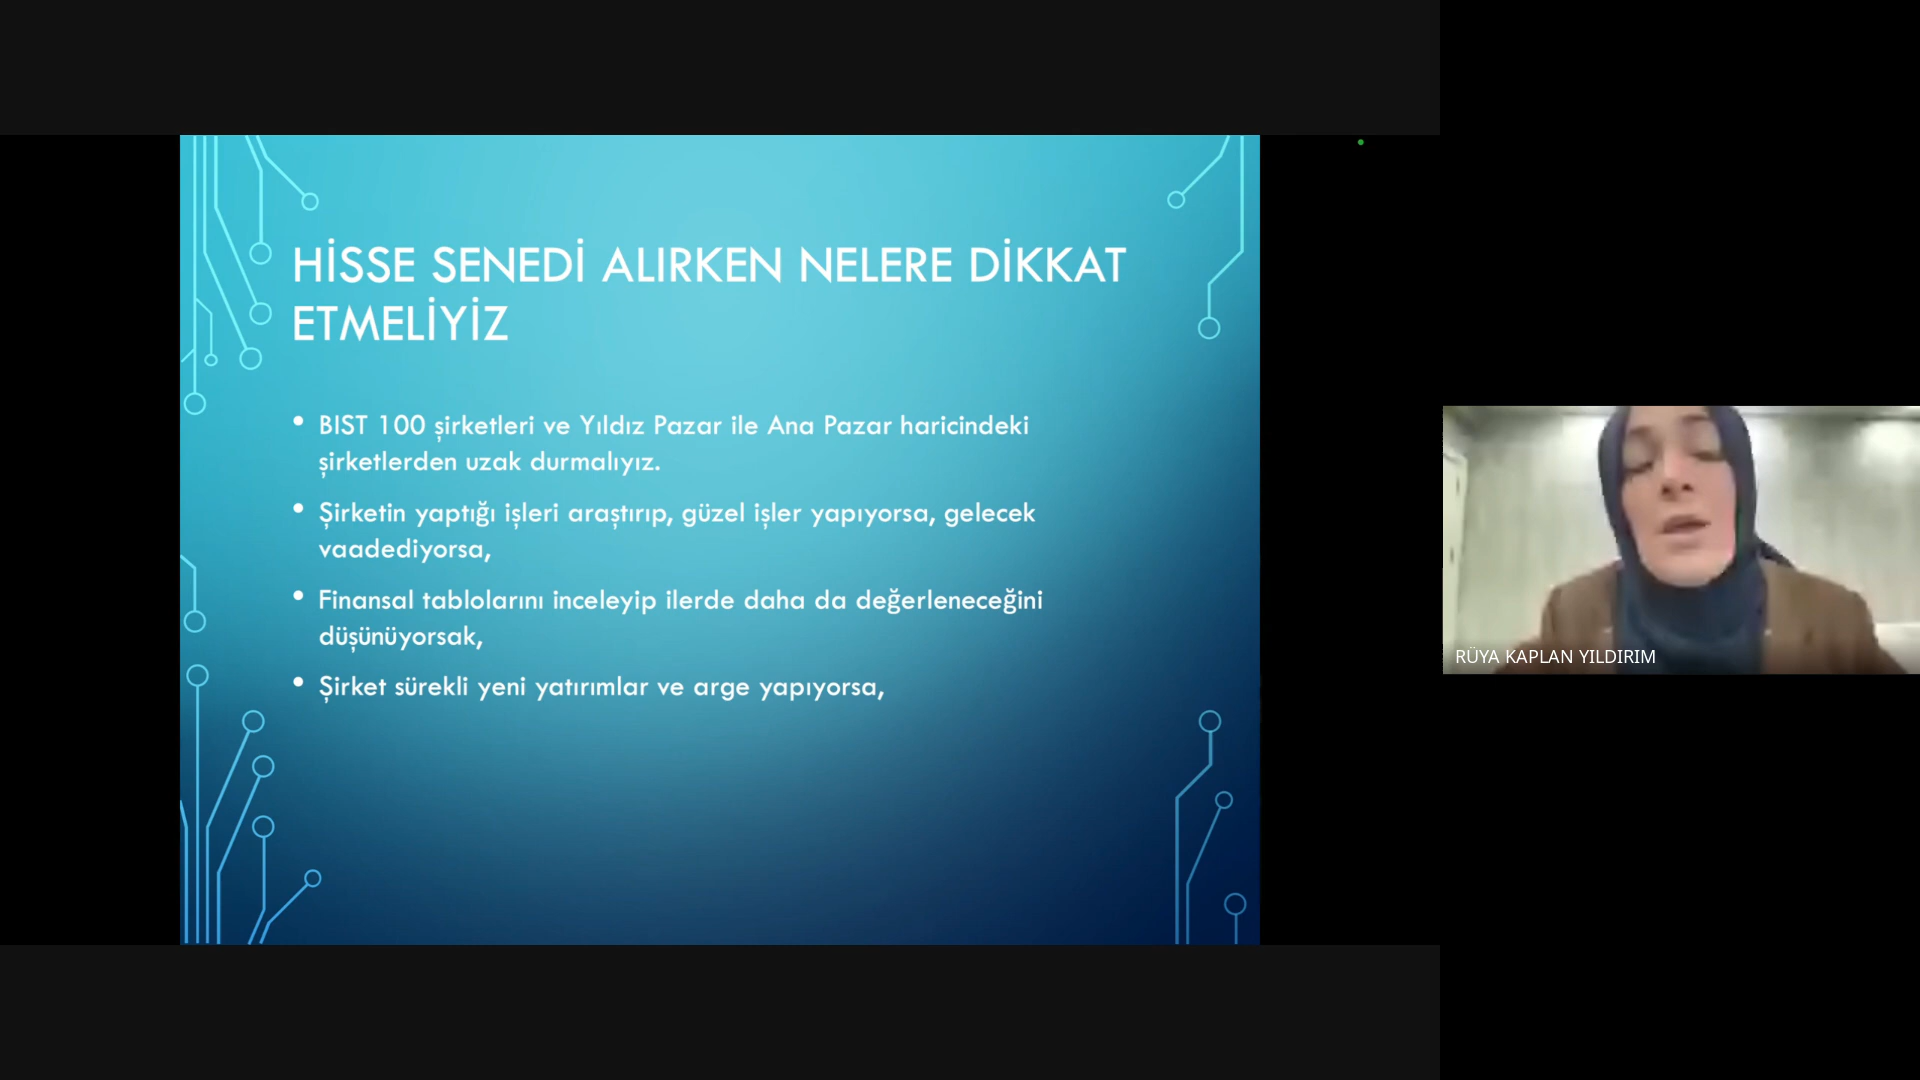 HİSSE SENEDİ ALIRKEN NELERE DİKKAT
ETMELİYİZ
• BIST 100 şirketleri ve Yıldız Pazar ile Ana Pazar haricindeki
şirketlerden uzak durmalıyız.
• Şirketin yaptığı işleri araştırıp, güzel işler yapıyorsa, gelecek
vaadediyorsa,
• Finansal tablolarını inceleyip ilerde daha da değerleneceğini
düşünüyorsak,
• Şirket sürekli yeni yatırımlar ve arge yapıyorsa,
RÜYA KAPLAN YILDIRIM